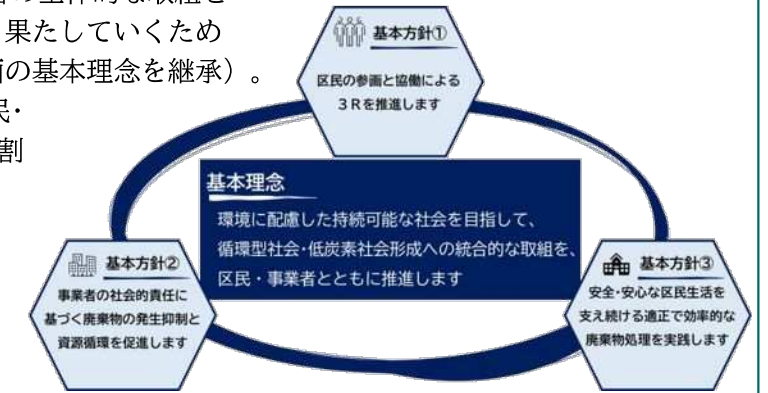 の主体的な取組と
果たしていくため
画の基本理念を継承）。
民・
割
基本方針①
区民の参画と協働による
３Ｒを推進します
基本理念
環境に配慮した持続可能な社会を目指して、
循環型社会・低炭素社会形成への統合的な取組を、
区民・事業者とともに推進します
基本方針②
事業者の社会的責任に
基づく廃棄物の発生抑制と
資源循環を促進します
基本方針③
安全・安心な区民生活を
支え続ける適正で効率的な
廃棄物処理を実践します